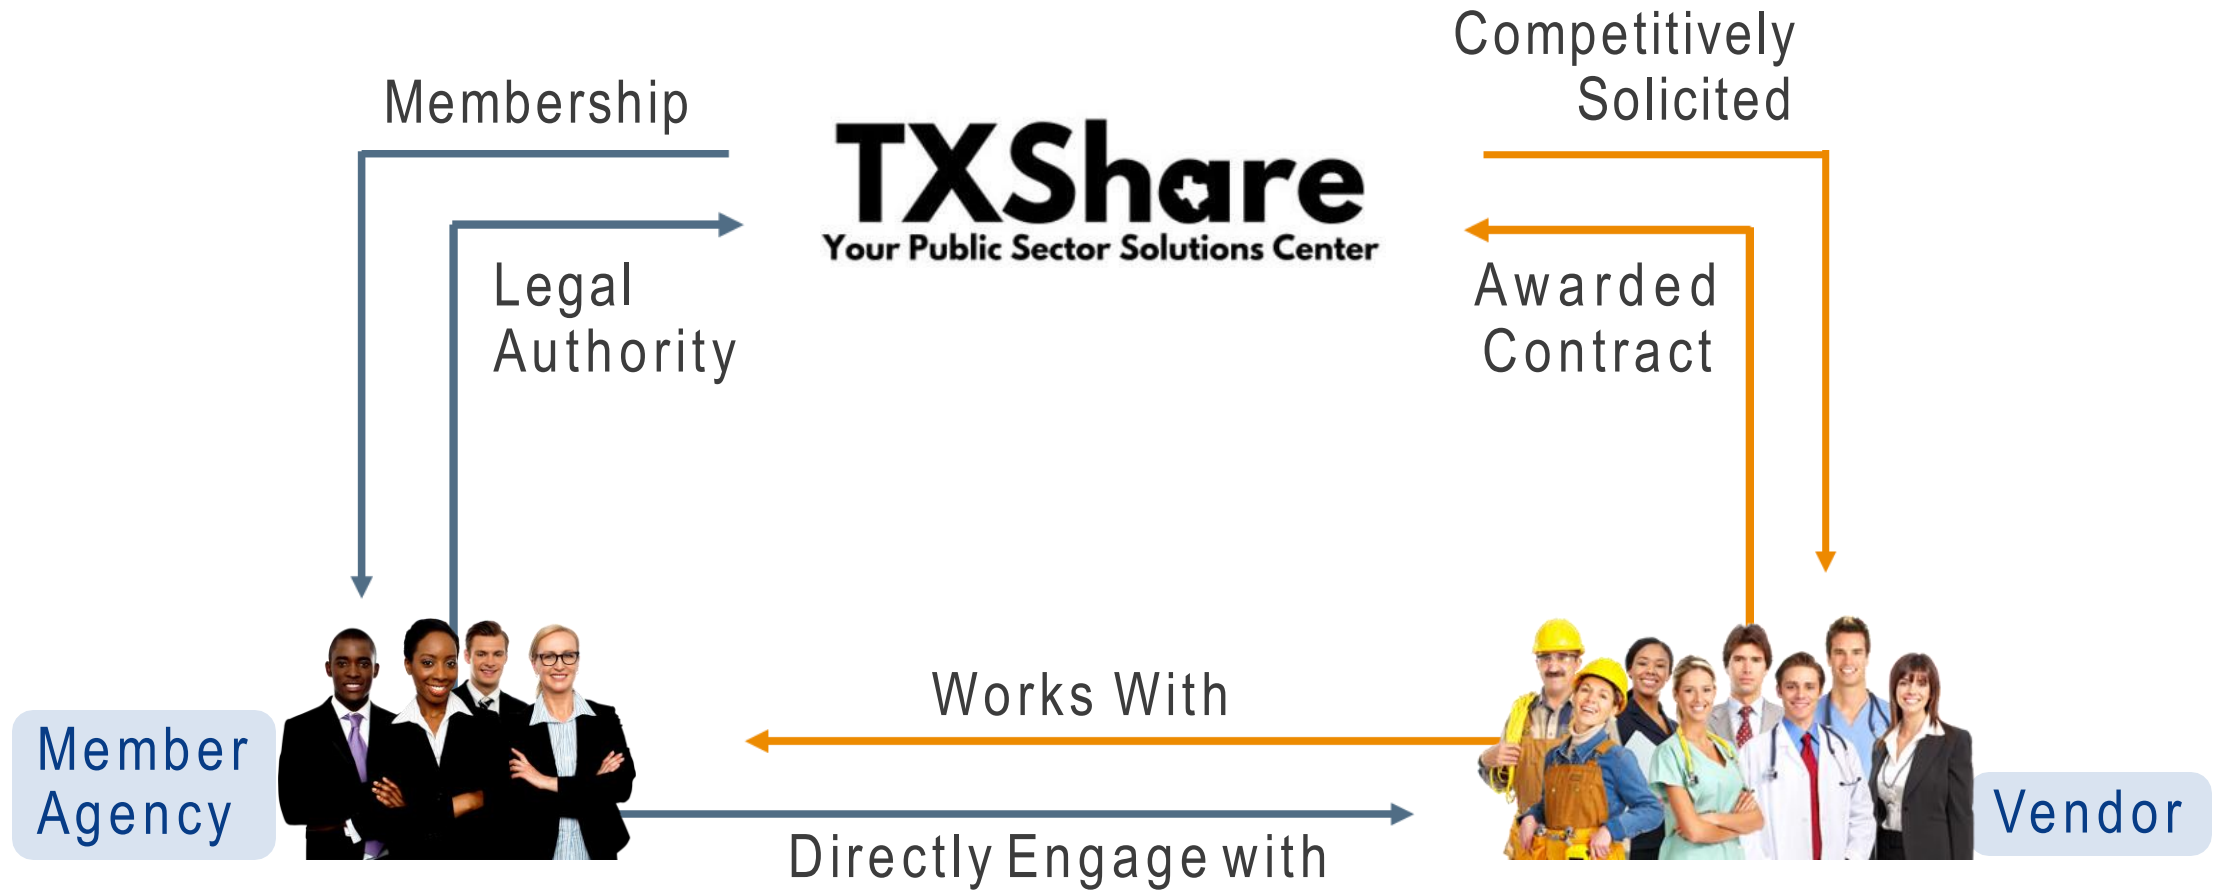 Competitively
Solicited
Membership
TXShare
Your Public Sector Solutions Center
Legal
Authority
Awarded
Contract
Works With
Member
Agency
Vendor
Directly Engage with